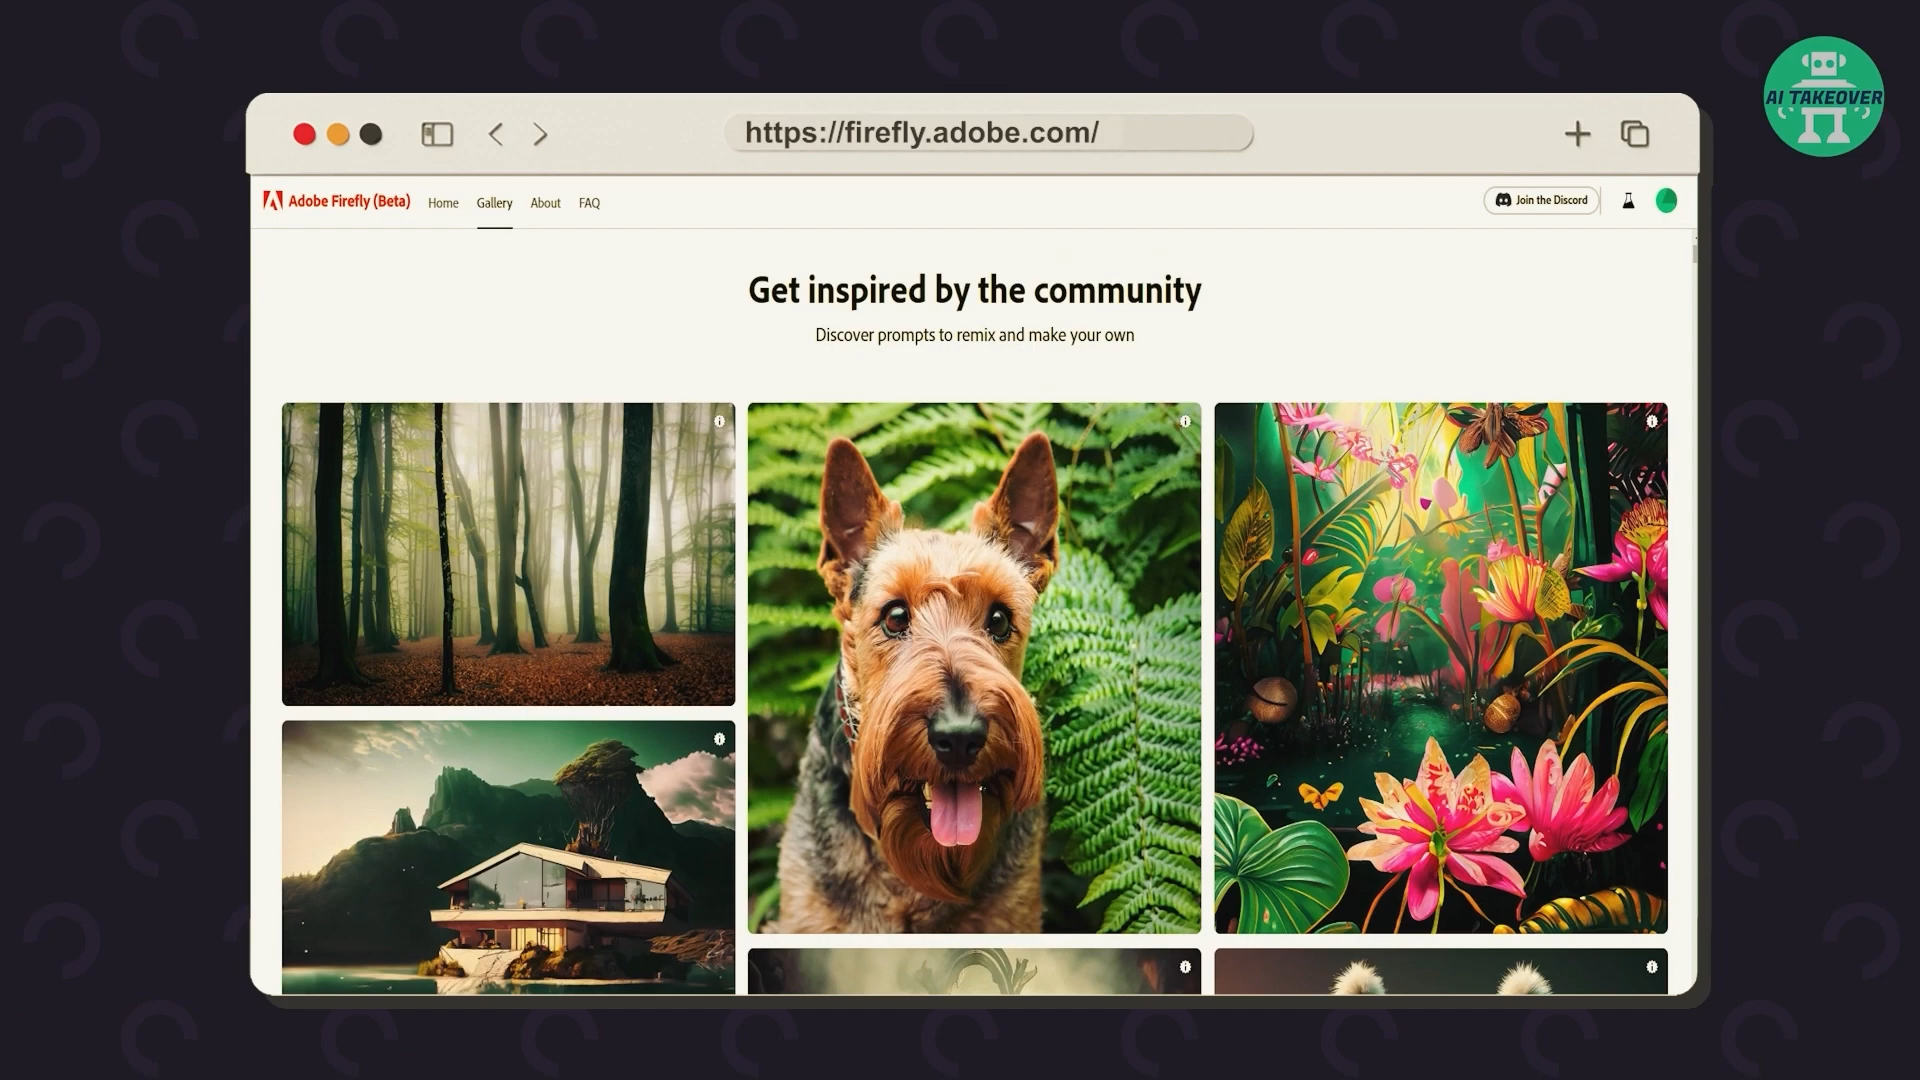 AI TAKEOVER
https://firefly.adobe.com/
Adobe Firefly (Beta) Home Gallery About FAQ Join the Discord
Get inspired by the community
Discover prompts to remix and make your own